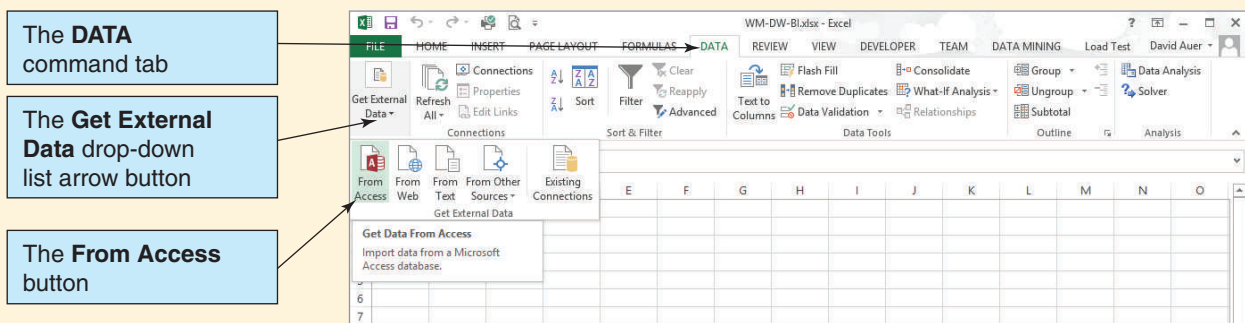 The DATA
command tab
The Get External
Data drop-down
list arrow button
The From Access
button
WM-DW-BI.xlsx - Excel
FILE HOME INSERT PAGE LAYOUT FORMULAS DATA REVIEW VIEW DEVELOPER TEAM DATA MINING Load Test David Auer
Get External
Data
Refresh
All
Connections
Properties
Edit Links
Connections
Sort
Filter
Clear
Reapply
Advanced
Sort & Filter
Text to
Columns
Flash Fill
Remove Duplicates
Data Validation
Consolidate
What-If Analysis
Relationships
Data Tools
Group
Ungroup
Subtotal
Outline
Data Analysis
Solver
Analysis
From
Access
From
Web
From
Text
From Other
Sources
Existing
Connections
Get External Data
E F G H I J K L M N O
Get Data From Access
Import data from a Microsoft
Access database.
6
7